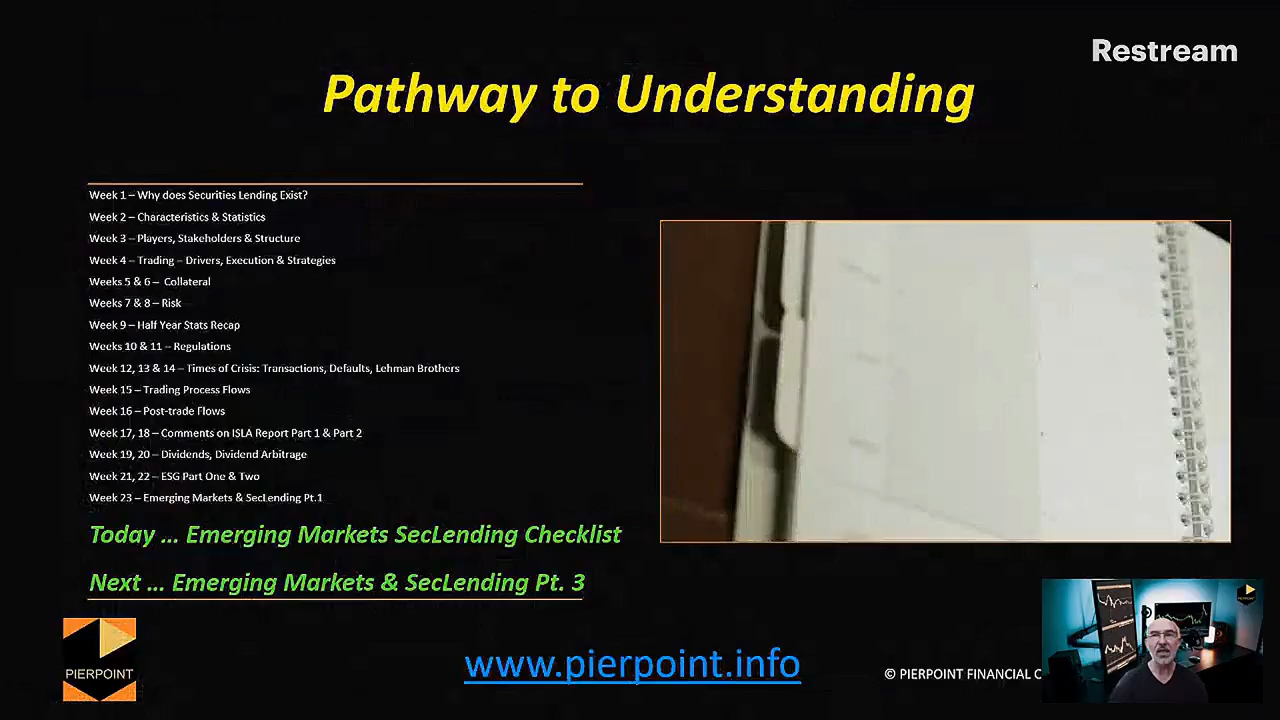 Restream
Pathway to Understanding
Week 1 – Why does Securities Lending Exist?
Week 2 – Characteristics & Statistics
Week 3 – Players, Stakeholders & Structure
Week 4 – Trading – Drivers, Execution & Strategies
Weeks 5 & 6 – Collateral
Weeks 7 & 8 – Risk
Week 9 – Half Year Stats Recap
Weeks 10 & 11 – Regulations
Week 12, 13 & 14 – Times of Crisis: Transactions, Defaults, Lehman Brothers
Week 15 – Trading Process Flows
Week 16 – Post-trade Flows
Week 17, 18 – Comments on ISLA Report Part 1 & Part 2
Week 19, 20 – Dividends, Dividend Arbitrage
Week 21, 22 – ESG Part One & Two
Week 23 – Emerging Markets & SecLending Pt.1
Today ... Emerging Markets SecLending Checklist
Next ... Emerging Markets & SecLending Pt. 3
PIERPOINT
www.pierpoint.info
© PIERPOINT FINANCIAL C